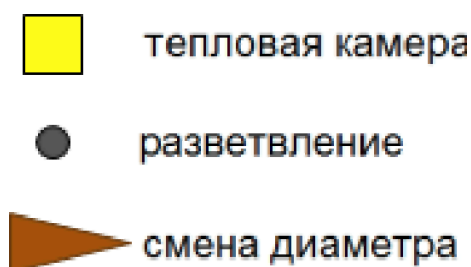 тепловая камера
разветвление
смена диаметра